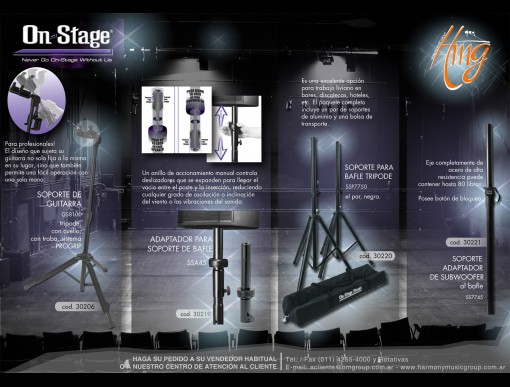 On-Stage
Never Go On-Stage Without Us
Hmg
Para profesionales!
El diseño que sujeta su
guitarra no solo fija a la misma
en su lugar, sino que también
permite una fácil operación con
una sola mano.
SOPORTE DE
GUITARRA
trípode,
con cuello,
con traba, sistema
PROGRIP
cod. 30206
Un anillo de accionamiento manual controla
deslizadores que se expanden para llegar el
vacío entre el poste y la inserción, reduciendo
cualquier grado de oscilación o inclinación
del viento o las vibraciones del sonido.
ADAPTADOR PARA
SOPORTE DE BAFLE
SSA45
cod. 30219
Es una excelente opción
para trabajo liviano en
bares, discotecas, hoteles,
etc. El paquete completo
incluye un par de soportes
de aluminio y una bolsa de
transporte.
SOPORTE PARA
BAFLE TRIPODE
SSP7750
el par, negro.
cod. 30220
On-Stage
Eje completamente de
acero de alta
resistencia puede
contener hasta 80 libras.
Posee botón de bloqueo.
cod. 30221
SOPORTE
ADAPTADOR
DE SUBWOOFER
al bafle
SS7745
HAGA SU PEDIDO A SU VENDEDOR HABITUAL
O A NUESTRO CENTRO DE ATENCIÓN AL CLIENTE
Tel. / Fax (011) 4265-4000 y Rotativas
E-mail: acliente@omgroup.com.ar - www.harmonymusicgroup.com.ar